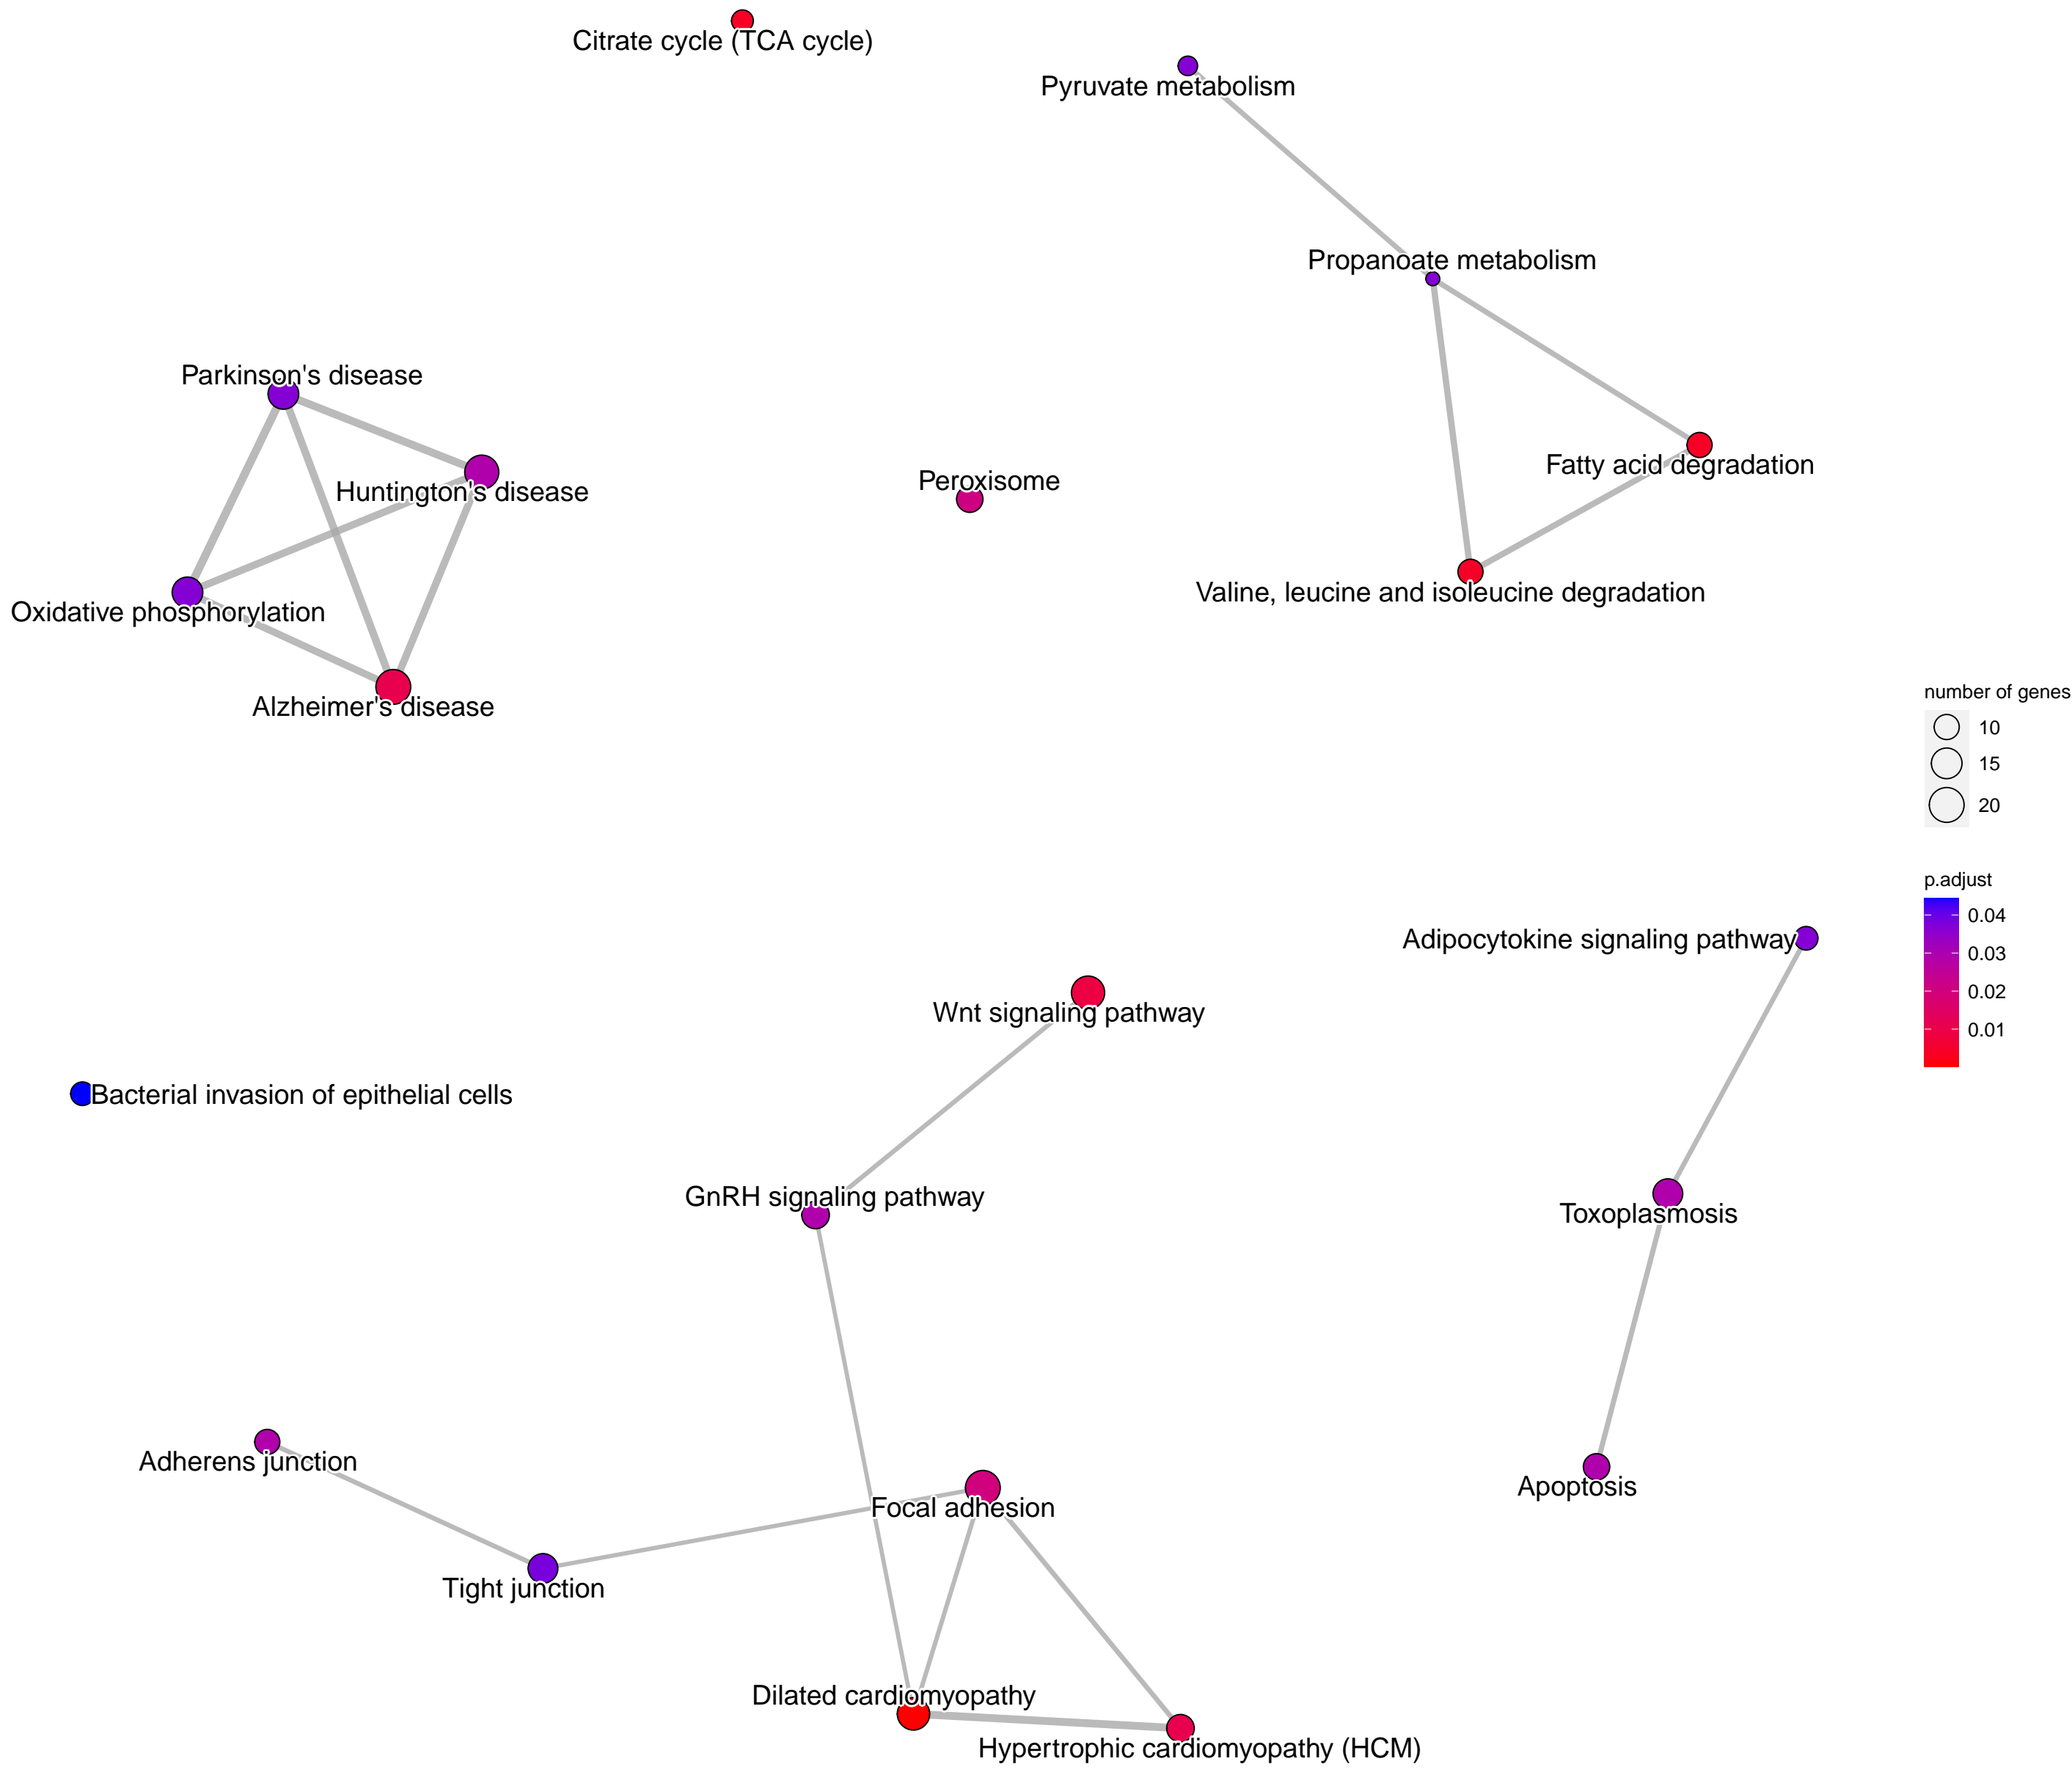 Citrate cycle (TCA cycle)
Pyruvate metabolism
Propanoate metabolism
Parkinson's disease
Huntington's disease
Peroxisome
Fatty acid degradation
Oxidative phosphorylation
Valine, leucine and isoleucine degradation
Alzheimer's disease
number of genes
10
15
20
p.adjust
0.04
0.03
0.02
0.01
Adipocytokine signaling pathway
Wnt signaling pathway
Bacterial invasion of epithelial cells
GnRH signaling pathway
Toxoplasmosis
Adherens junction
Apoptosis
Focal adhesion
Tight junction
Dilated cardiomyopathy
Hypertrophic cardiomyopathy (HCM)